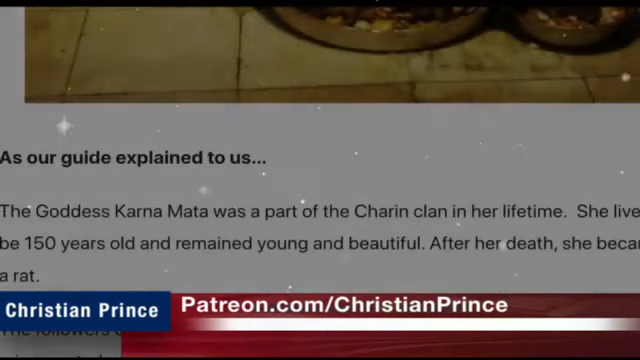 As our guide explained to us...
The Goddess Karna Mata was a part of the Charin clan in her lifetime. She live
be 150 years old and remained young and beautiful. After her death, she becam
a rat.
Christian Prince
Patreon.com/ChristianPrince
The followers